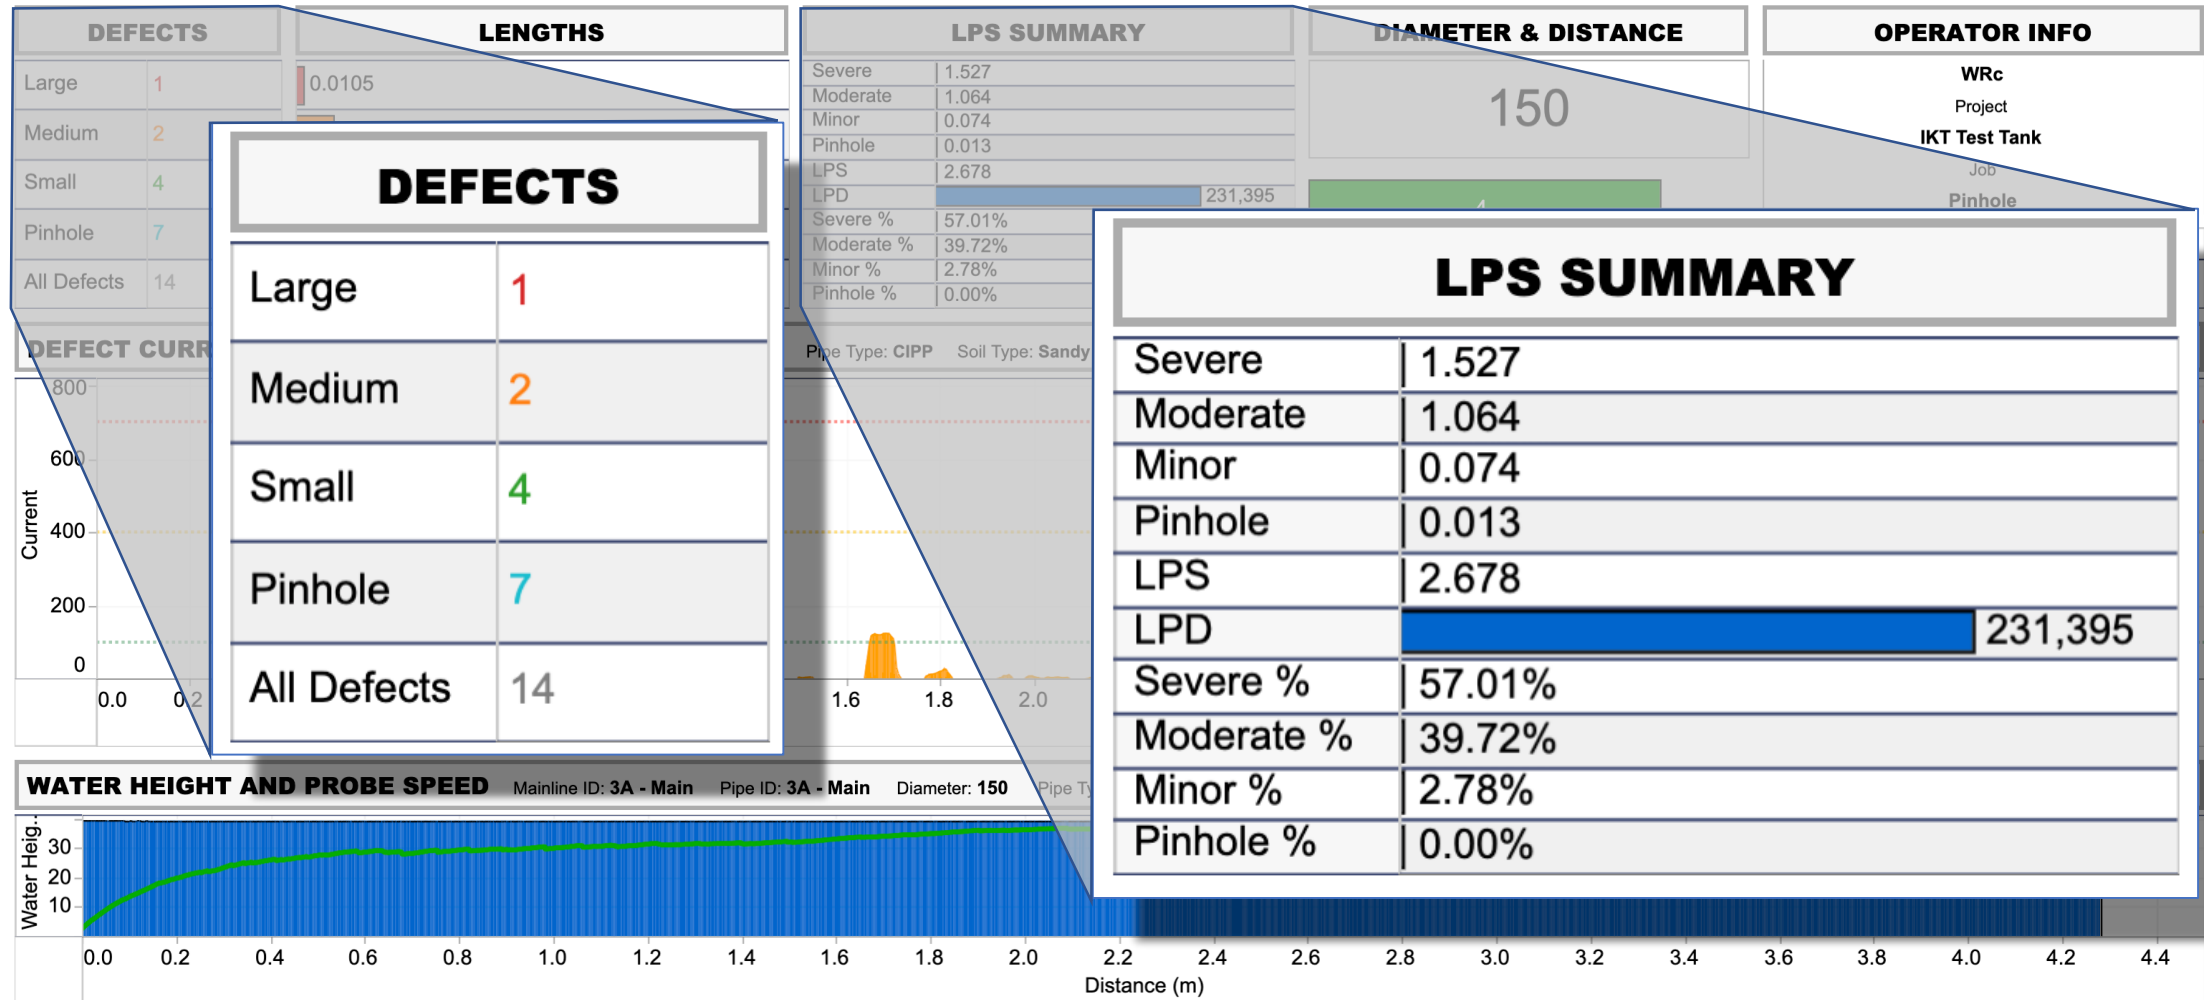 DEFECTS
Large 1
Medium 2
Small 4
Pinhole 7
All Defects 14
LENGTHS
0.0105
LPS SUMMARY
Severe 1.527
Moderate 1.064
Minor 0.074
Pinhole 0.013
LPS 2.678
LPD 231,395
Severe % 57.01%
Moderate % 39.72%
Minor % 2.78%
Pinhole % 0.00%
DIAMETER & DISTANCE
150
OPERATOR INFO
WRc
Project
IKT Test Tank
Job
Pinhole
DEFECTS
Large 1
Medium 2
Small 4
Pinhole 7
All Defects 14
LPS SUMMARY
Severe 1.527
Moderate 1.064
Minor 0.074
Pinhole 0.013
LPS 2.678
LPD 231,395
Severe % 57.01%
Moderate % 39.72%
Minor % 2.78%
Pinhole % 0.00%
DEFECT CURR
Pipe Type: CIPP Soil Type: Sandy
Current
800
600
400
200
0
0.0 0.2 1.6 1.8 2.0
WATER HEIGHT AND PROBE SPEED Mainline ID: 3A - Main Pipe ID: 3A - Main Diameter: 150 Pipe Ty
Water Heig..
30
20
10
0.0 0.2 0.4 0.6 0.8 1.0 1.2 1.4 1.6 1.8 2.0 2.2 2.4 2.6 2.8 3.0 3.2 3.4 3.6 3.8 4.0 4.2 4.4
Distance (m)